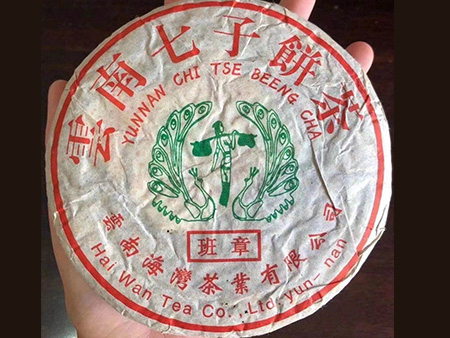 雲南七子餅茶
YUNNAN CHI TSE BEENG CHA
班章
雲南海灣茶業有限公司
Hai Wan Tea Co., Ltd. yun-nan